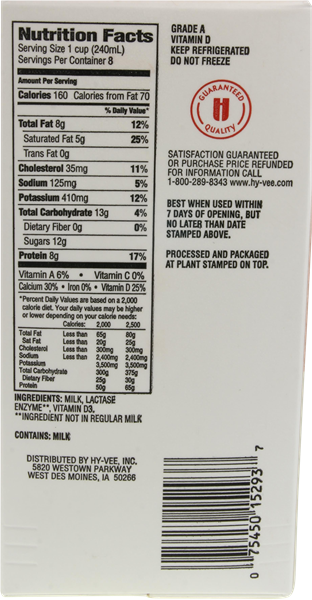 Nutrition Facts
Serving Size 1 cup (240mL)
Servings Per Container 8
Amount Per Serving
Calories 160 Calories from Fat 70
% Daily Value*
Total Fat 8g 12%
Saturated Fat 5g 25%
Trans Fat 0g
Cholesterol 35mg 11%
Sodium 125mg 5%
Potassium 410mg 12%
Total Carbohydrate 13g 4%
Dietary Fiber 0g 0%
Sugars 12g
Protein 8g 17%
Vitamin A 6% • Vitamin C 0%
Calcium 30% • Iron 0% • Vitamin D 25%
*Percent Daily Values are based on a 2,000
calorie diet. Your daily values may be higher
or lower depending on your calorie needs:
Calories: 2,000 2,500
Total Fat Less than 65g 80g
Sat Fat Less than 20g 25g
Cholesterol Less than 300mg 300mg
Sodium Less than 2,400mg 2,400mg
Potassium 3,500mg 3,500mg
Total Carbohydrate 300g 375g
Dietary Fiber 25g 30g
Protein 50g 65g
INGREDIENTS: MILK, LACTASE
ENZYME**, VITAMIN D3.
**INGREDIENT NOT IN REGULAR MILK
CONTAINS: MILK
DISTRIBUTED BY HY-VEE, INC.
5820 WESTOWN PARKWAY
WEST DES MOINES, IA 50266
GRADE A
VITAMIN D
KEEP REFRIGERATED
DO NOT FREEZE
GUARANTEED
H
QUALITY
SATISFACTION GUARANTEED
OR PURCHASE PRICE REFUNDED
FOR INFORMATION CALL
1-800-289-8343 www.hy-vee.com
BEST WHEN USED WITHIN
7 DAYS OF OPENING, BUT
NO LATER THAN DATE
STAMPED ABOVE.
PROCESSED AND PACKAGED
AT PLANT STAMPED ON TOP.
0 75450 15293 7